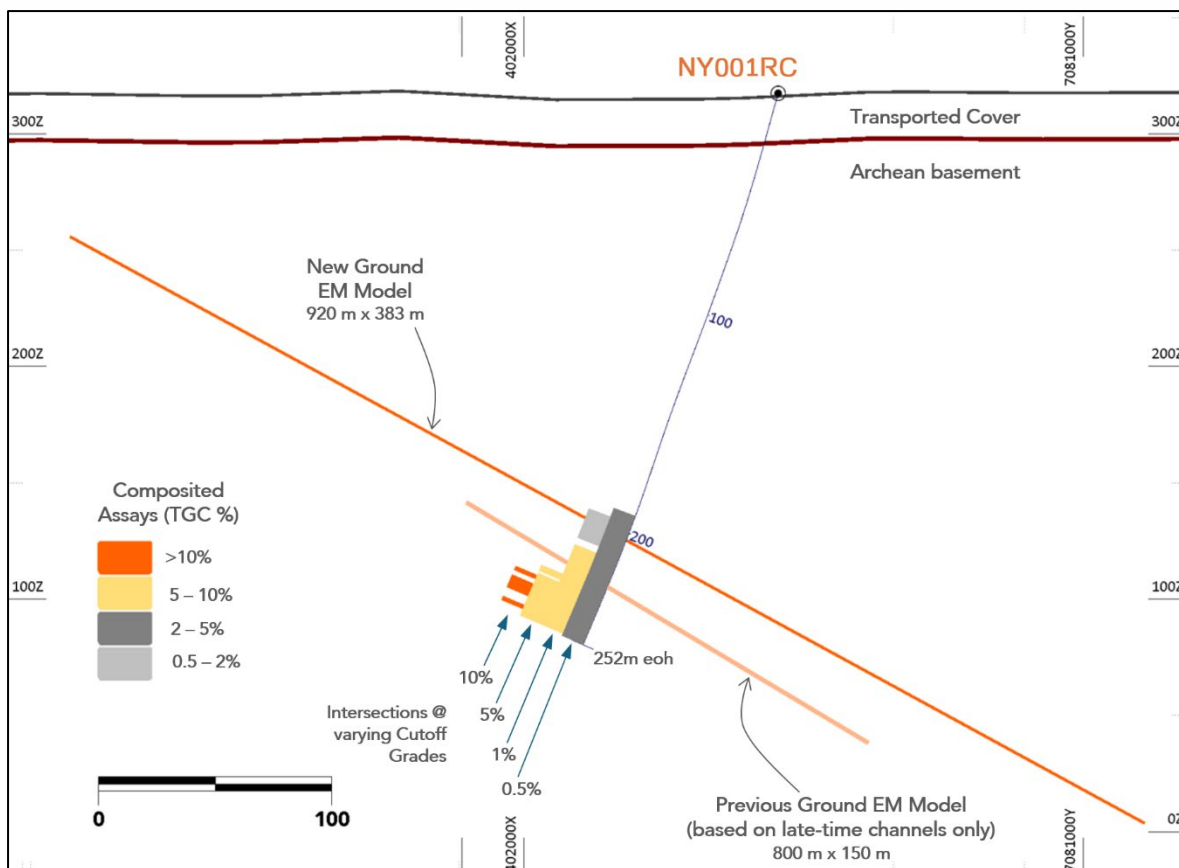 402000X
7081000Y
NY001RC
Transported Cover
300Z
300Z
Archean basement
New Ground
EM Model
920 m x 383 m
100
200Z
200Z
Composited
Assays (TGC %)
>10%
5 – 10%
2 – 5%
0.5 – 2%
200
100Z
100Z
252m eoh
10%
5%
1%
0.5%
Intersections @
varying Cutoff
Grades
0
100
Previous Ground EM Model
(based on late-time channels only)
800 m x 150 m
402000X
7081000Y
0Z